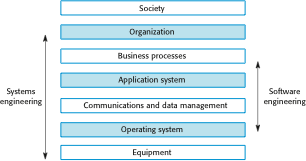 Society
Organization
Business processes
Application system
Systems
engineering
Communications and data management
Software
engineering
Operating system
Equipment